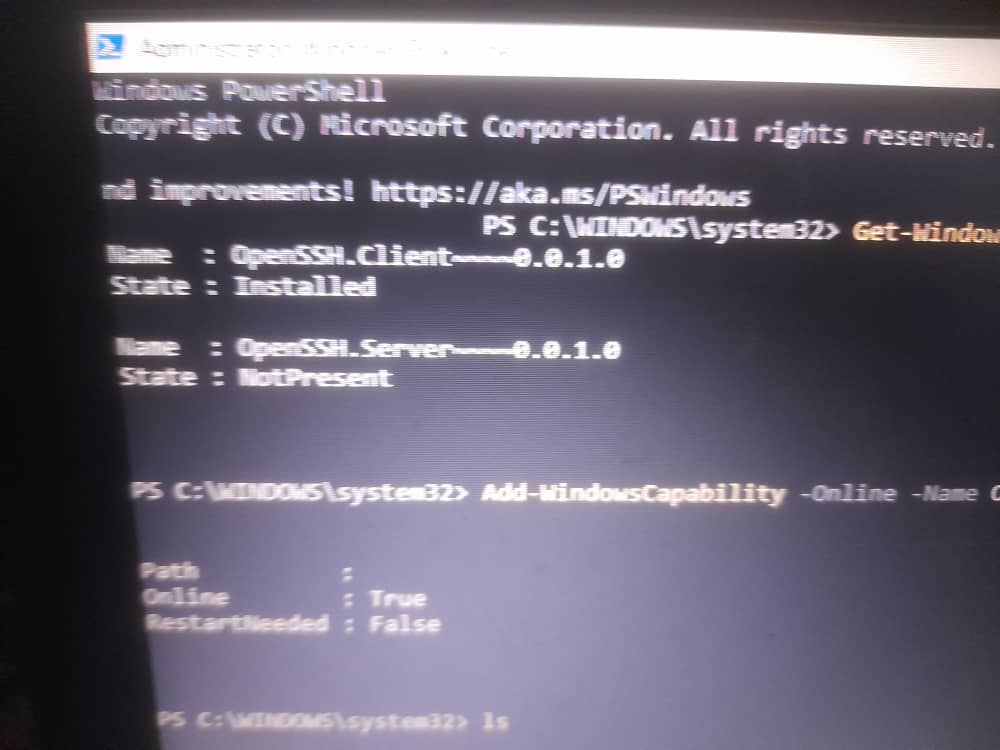 Administrator: Windows PowerShell
Windows PowerShell
Copyright (C) Microsoft Corporation. All rights reserved.
nd improvements! https://aka.ms/PSWindows
PS C:\WINDOWS\system32> Get-Window
Name : OpenSSH.Client~~~~0.0.1.0
State : Installed
Name : OpenSSH.Server~~~~0.0.1.0
State : NotPresent
PS C:\WINDOWS\system32> Add-WindowsCapability -Online -Name O
Path :
Online : True
RestartNeeded : False
PS C:\WINDOWS\system32> ls